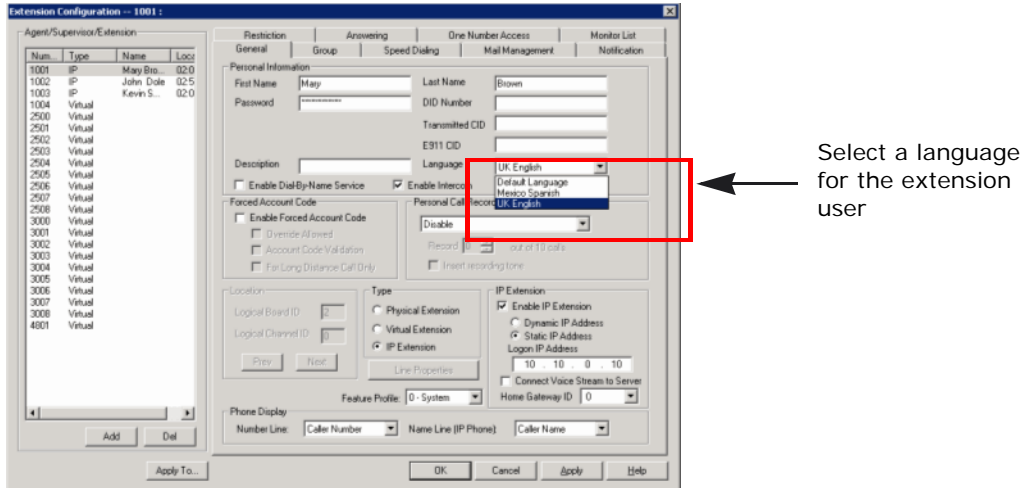 Extension Configuration -- 1001 :
Agent/Supervisor/Extension
Num... Type Name Loca
1001 IP Mary Bro... 02:0
1002 IP John Dole 02:5
1003 IP Kevin S... 02:0
1004 Virtual
2500 Virtual
2501 Virtual
2502 Virtual
2503 Virtual
2504 Virtual
2505 Virtual
2506 Virtual
2507 Virtual
2508 Virtual
3000 Virtual
3001 Virtual
3002 Virtual
3003 Virtual
3004 Virtual
3005 Virtual
3006 Virtual
3007 Virtual
3008 Virtual
4801 Virtual
Add Del
Apply To...
Restriction Answering One Number Access Monitor List
General Group Speed Dialing Mail Management Notification
Personal Information
First Name Mary Last Name Brown
Password ********** DID Number
Transmitted CID
E911 CID
Description Language UK English
Default Language
Mexico Spanish
UK English
Enable Dial-By-Name Service Enable Intercom
Forced Account Code Personal Call Record
Enable Forced Account Code Disable
Override Allowed
Account Code Validation Record 0 out of 10 calls
For Long Distance Call Only Insert recording tone
Location Type IP Extension
Logical Board ID 2 Physical Extension Enable IP Extension
Logical Channel ID 0 Virtual Extension Dynamic IP Address
IP Extension Static IP Address
Prev Next Line Properties Logon IP Address
10 . 10 . 0 . 10
Connect Voice Stream to Server
Feature Profile: 0 - System Home Gateway ID 0
Phone Display
Number Line: Caller Number Name Line (IP Phone): Caller Name
OK Cancel Apply Help
Select a language
for the extension
user